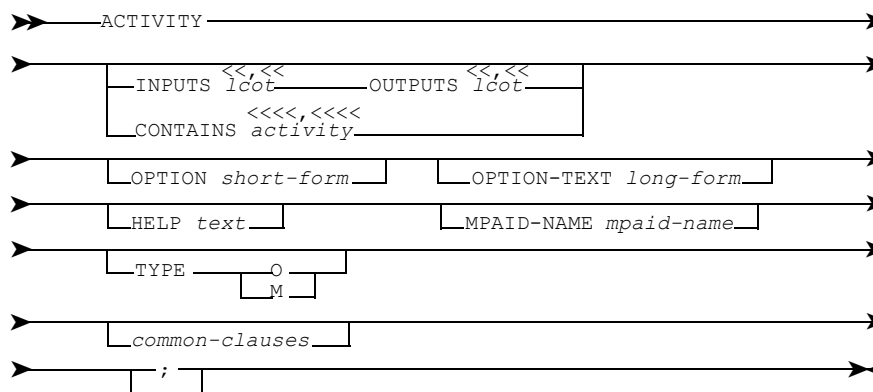 ACTIVITY
<<,<< <<,<<
INPUTS lcot OUTPUTS lcot
<<<<,<<<<
CONTAINS activity
OPTION short-form OPTION-TEXT long-form
HELP text MPAID-NAME mpaid-name
TYPE O
M
common-clauses
;